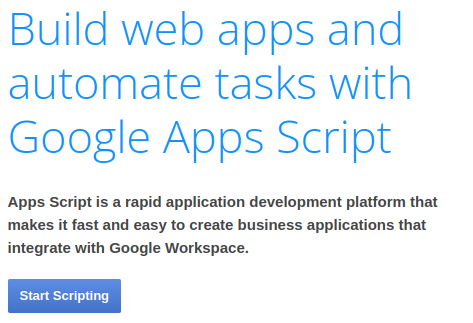 Build web apps and
automate tasks with
Google Apps Script
Apps Script is a rapid application development platform that
makes it fast and easy to create business applications that
integrate with Google Workspace.
Start Scripting